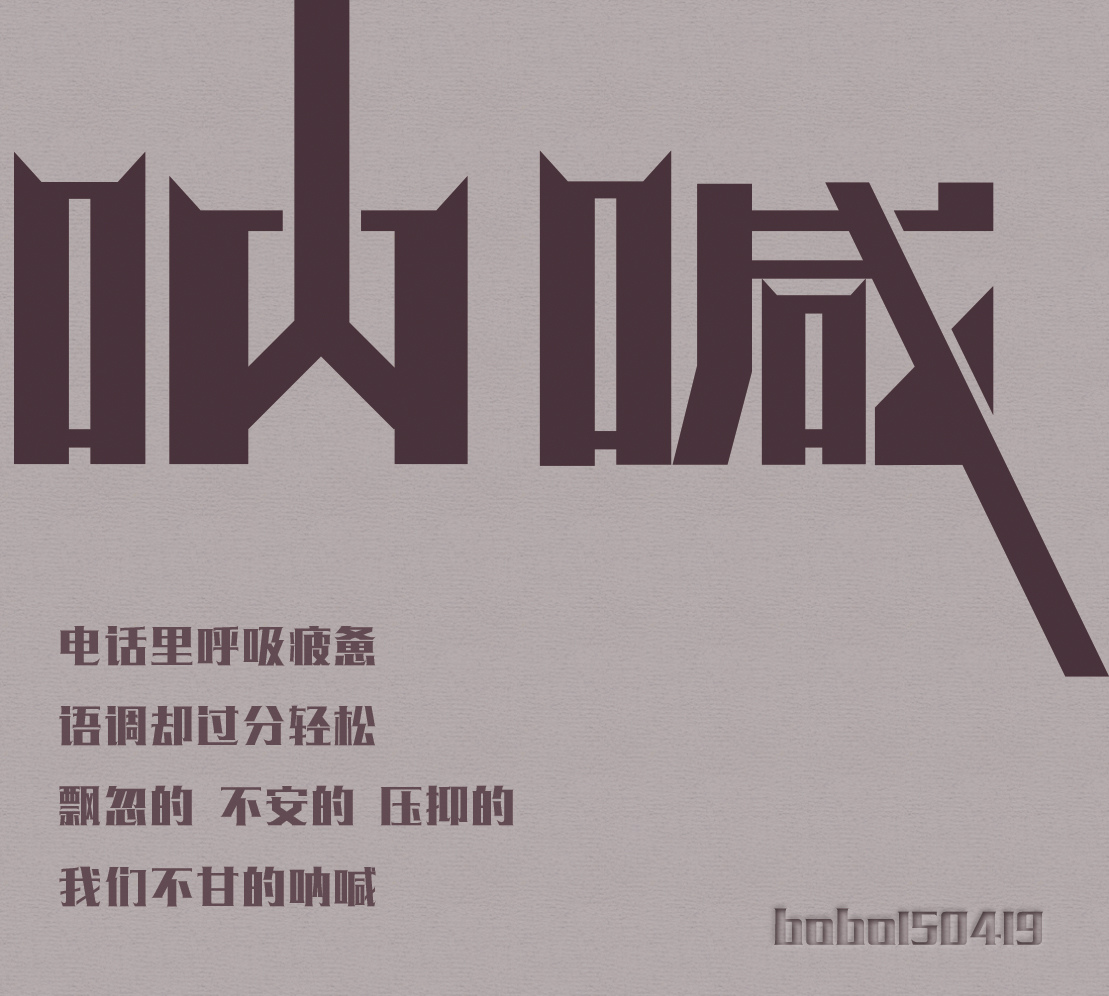 呐喊
电话里呼吸疲惫
语调却过分轻松
飘忽的 不安的 压抑的
我们不甘的呐喊
bobo150419